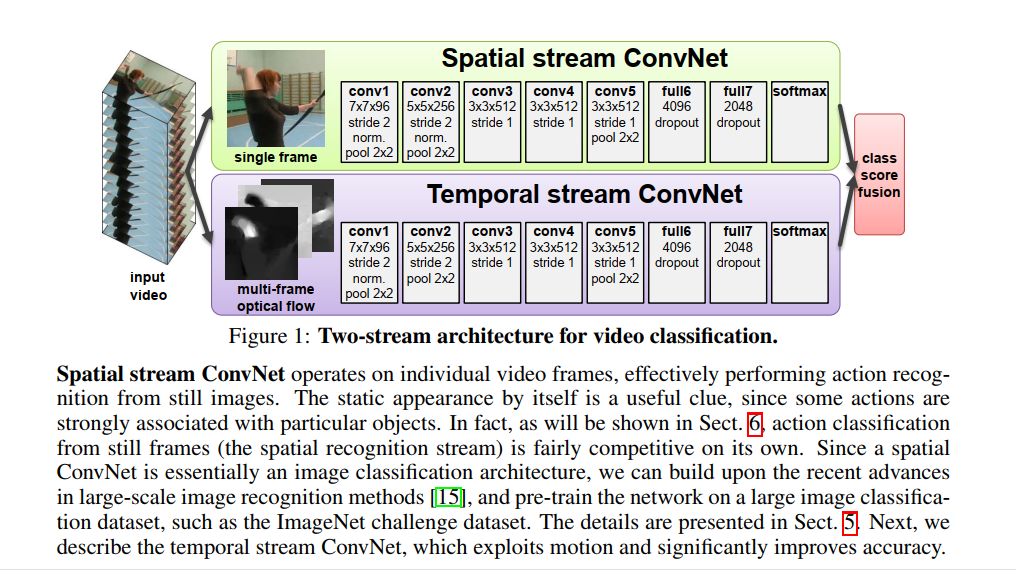 Spatial stream ConvNet
conv1
7x7x96
stride 2
norm.
pool 2x2
conv2
5x5x256
stride 2
norm.
pool 2x2
conv3
3x3x512
stride 1
conv4
3x3x512
stride 1
conv5
3x3x512
stride 1
pool 2x2
full6
4096
dropout
full7
2048
dropout
softmax
single frame
Temporal stream ConvNet
conv1
7x7x96
stride 2
norm.
pool 2x2
conv2
5x5x256
stride 2
pool 2x2
conv3
3x3x512
stride 1
conv4
3x3x512
stride 1
conv5
3x3x512
stride 1
pool 2x2
full6
4096
dropout
full7
2048
dropout
softmax
multi-frame
optical flow
input
video
class
score
fusion
Figure 1: Two-stream architecture for video classification.
Spatial stream ConvNet operates on individual video frames, effectively performing action recog-
nition from still images. The static appearance by itself is a useful clue, since some actions are
strongly associated with particular objects. In fact, as will be shown in Sect. 6, action classification
from still frames (the spatial recognition stream) is fairly competitive on its own. Since a spatial
ConvNet is essentially an image classification architecture, we can build upon the recent advances
in large-scale image recognition methods [15], and pre-train the network on a large image classifica-
tion dataset, such as the ImageNet challenge dataset. The details are presented in Sect. 5. Next, we
describe the temporal stream ConvNet, which exploits motion and significantly improves accuracy.